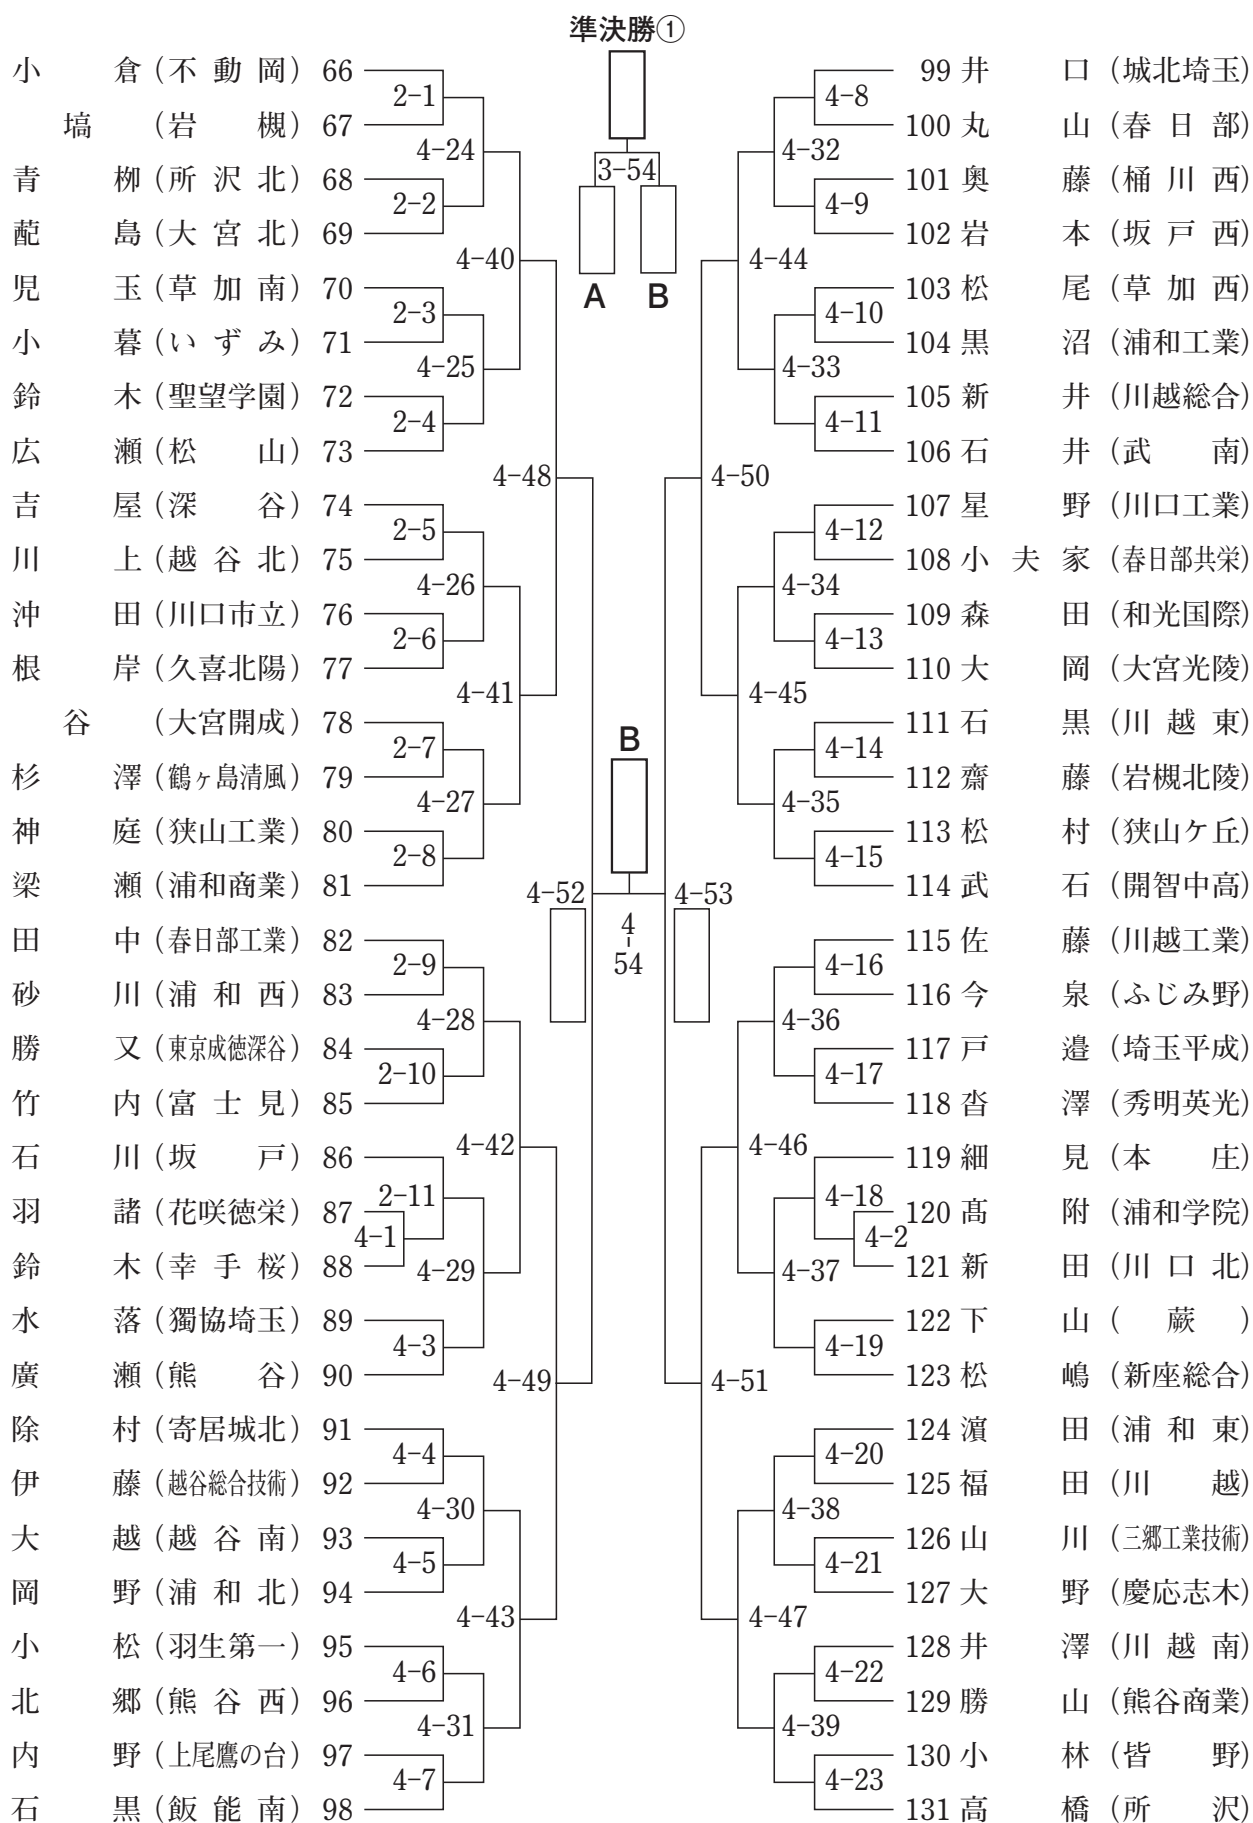 準決勝①
3-54
A B
小倉(不動岡) 66
塙(岩槻) 67
青栁(所沢北) 68
蓜島(大宮北) 69
児玉(草加南) 70
小暮(いずみ) 71
鈴木(聖望学園) 72
広瀬(松山) 73
吉屋(深谷) 74
川上(越谷北) 75
沖田(川口市立) 76
根岸(久喜北陽) 77
谷(大宮開成) 78
杉澤(鶴ヶ島清風) 79
神庭(狭山工業) 80
梁瀬(浦和商業) 81
田中(春日部工業) 82
砂川(浦和西) 83
勝又(東京成徳深谷) 84
竹内(富士見) 85
石川(坂戸) 86
羽諸(花咲徳栄) 87
鈴木(幸手桜) 88
水落(獨協埼玉) 89
廣瀬(熊谷) 90
除村(寄居城北) 91
伊藤(越谷総合技術) 92
大越(越谷南) 93
岡野(浦和北) 94
小松(羽生第一) 95
北郷(熊谷西) 96
内野(上尾鷹の台) 97
石黒(飯能南) 98
2-1
2-2
2-3
2-4
2-5
2-6
2-7
2-8
2-9
2-10
2-11
4-1
4-3
4-4
4-5
4-6
4-7
4-24
4-25
4-26
4-27
4-28
4-29
4-30
4-31
4-40
4-41
4-42
4-43
4-48
4-49
4-52
B
4-54
4-53
4-50
4-51
4-44
4-45
4-46
4-47
4-32
4-33
4-34
4-35
4-36
4-37
4-38
4-39
4-8
4-9
4-10
4-11
4-12
4-13
4-14
4-15
4-16
4-17
4-18
4-2
4-19
4-20
4-21
4-22
4-23
99 井口(城北埼玉)
100 丸山(春日部)
101 奥藤(桶川西)
102 岩本(坂戸西)
103 松尾(草加西)
104 黒沼(浦和工業)
105 新井(川越総合)
106 石井(武南)
107 星野(川口工業)
108 小夫家(春日部共栄)
109 森田(和光国際)
110 大岡(大宮光陵)
111 石黒(川越東)
112 齋藤(岩槻北陵)
113 松村(狭山ケ丘)
114 武石(開智中高)
115 佐藤(川越工業)
116 今泉(ふじみ野)
117 戸邉(埼玉平成)
118 沓澤(秀明英光)
119 細見(本庄)
120 髙附(浦和学院)
121 新田(川口北)
122 下山(蕨)
123 松嶋(新座総合)
124 濵田(浦和東)
125 福田(川越)
126 山川(三郷工業技術)
127 大野(慶応志木)
128 井澤(川越南)
129 勝山(熊谷商業)
130 小林(皆野)
131 高橋(所沢)